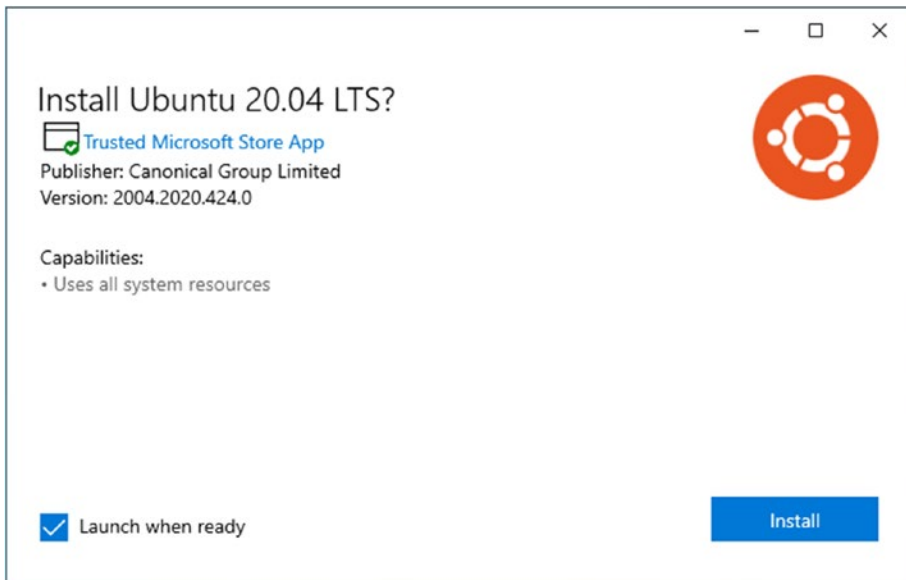 Install Ubuntu 20.04 LTS?
Trusted Microsoft Store App
Publisher: Canonical Group Limited
Version: 2004.2020.424.0
Capabilities:
• Uses all system resources
Launch when ready
Install